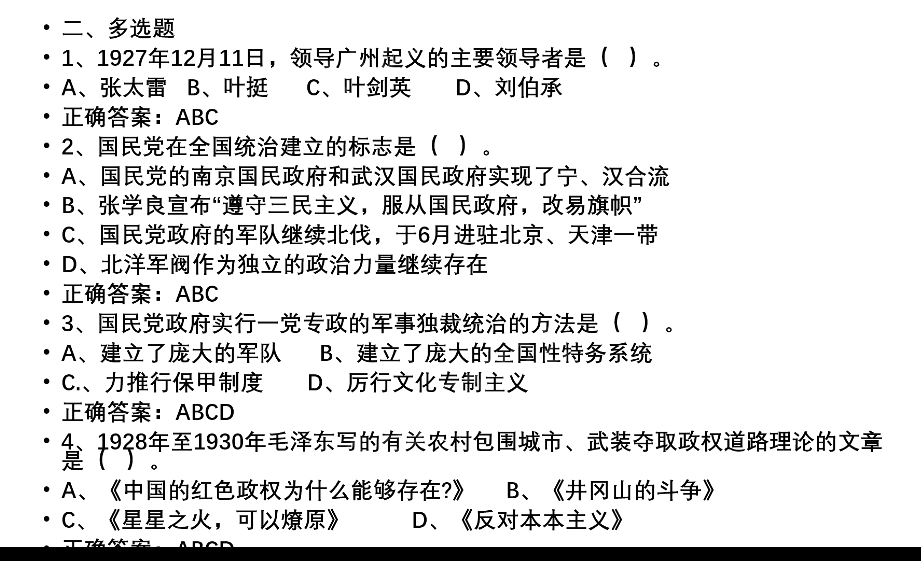 • 二、多选题
• 1、1927年12月11日，领导广州起义的主要领导者是（ ）。
• A、张太雷 B、叶挺 C、叶剑英 D、刘伯承
• 正确答案：ABC
• 2、国民党在全国统治建立的标志是（ ）。
• A、国民党的南京国民政府和武汉国民政府实现了宁、汉合流
• B、张学良宣布“遵守三民主义，服从国民政府，改易旗帜”
• C、国民党政府的军队继续北伐，于6月进驻北京、天津一带
• D、北洋军阀作为独立的政治力量继续存在
• 正确答案：ABC
• 3、国民党政府实行一党专政的军事独裁统治的方法是（ ）。
• A、建立了庞大的军队 B、建立了庞大的全国性特务系统
• C.、力推行保甲制度 D、厉行文化专制主义
• 正确答案：ABCD
• 4、1928年至1930年毛泽东写的有关农村包围城市、武装夺取政权道路理论的文章
是（ ）。
• A、《中国的红色政权为什么能够存在?》 B、《井冈山的斗争》
• C、《星星之火，可以燎原》 D、《反对本本主义》
• 正确答案：ABCD